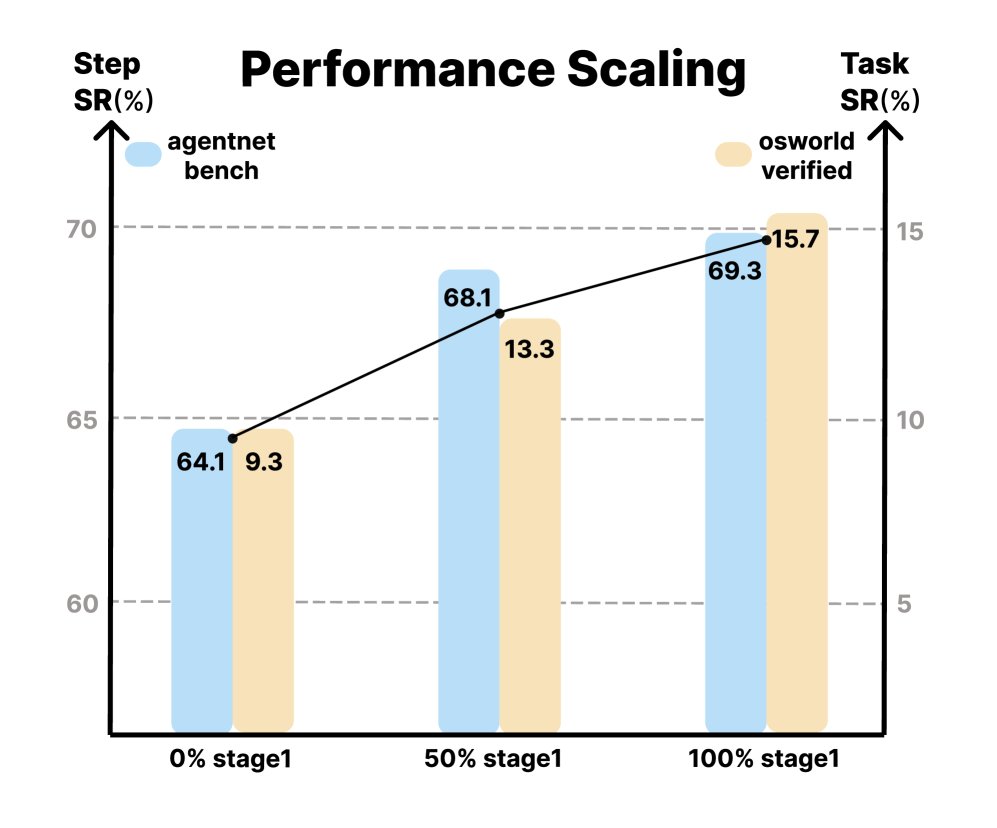 Performance Scaling
Step
SR(%)
Task
SR(%)
agentnet
bench
osworld
verified
70
65
60
15
10
5
64.1
9.3
68.1
13.3
69.3
15.7
0% stage1
50% stage1
100% stage1